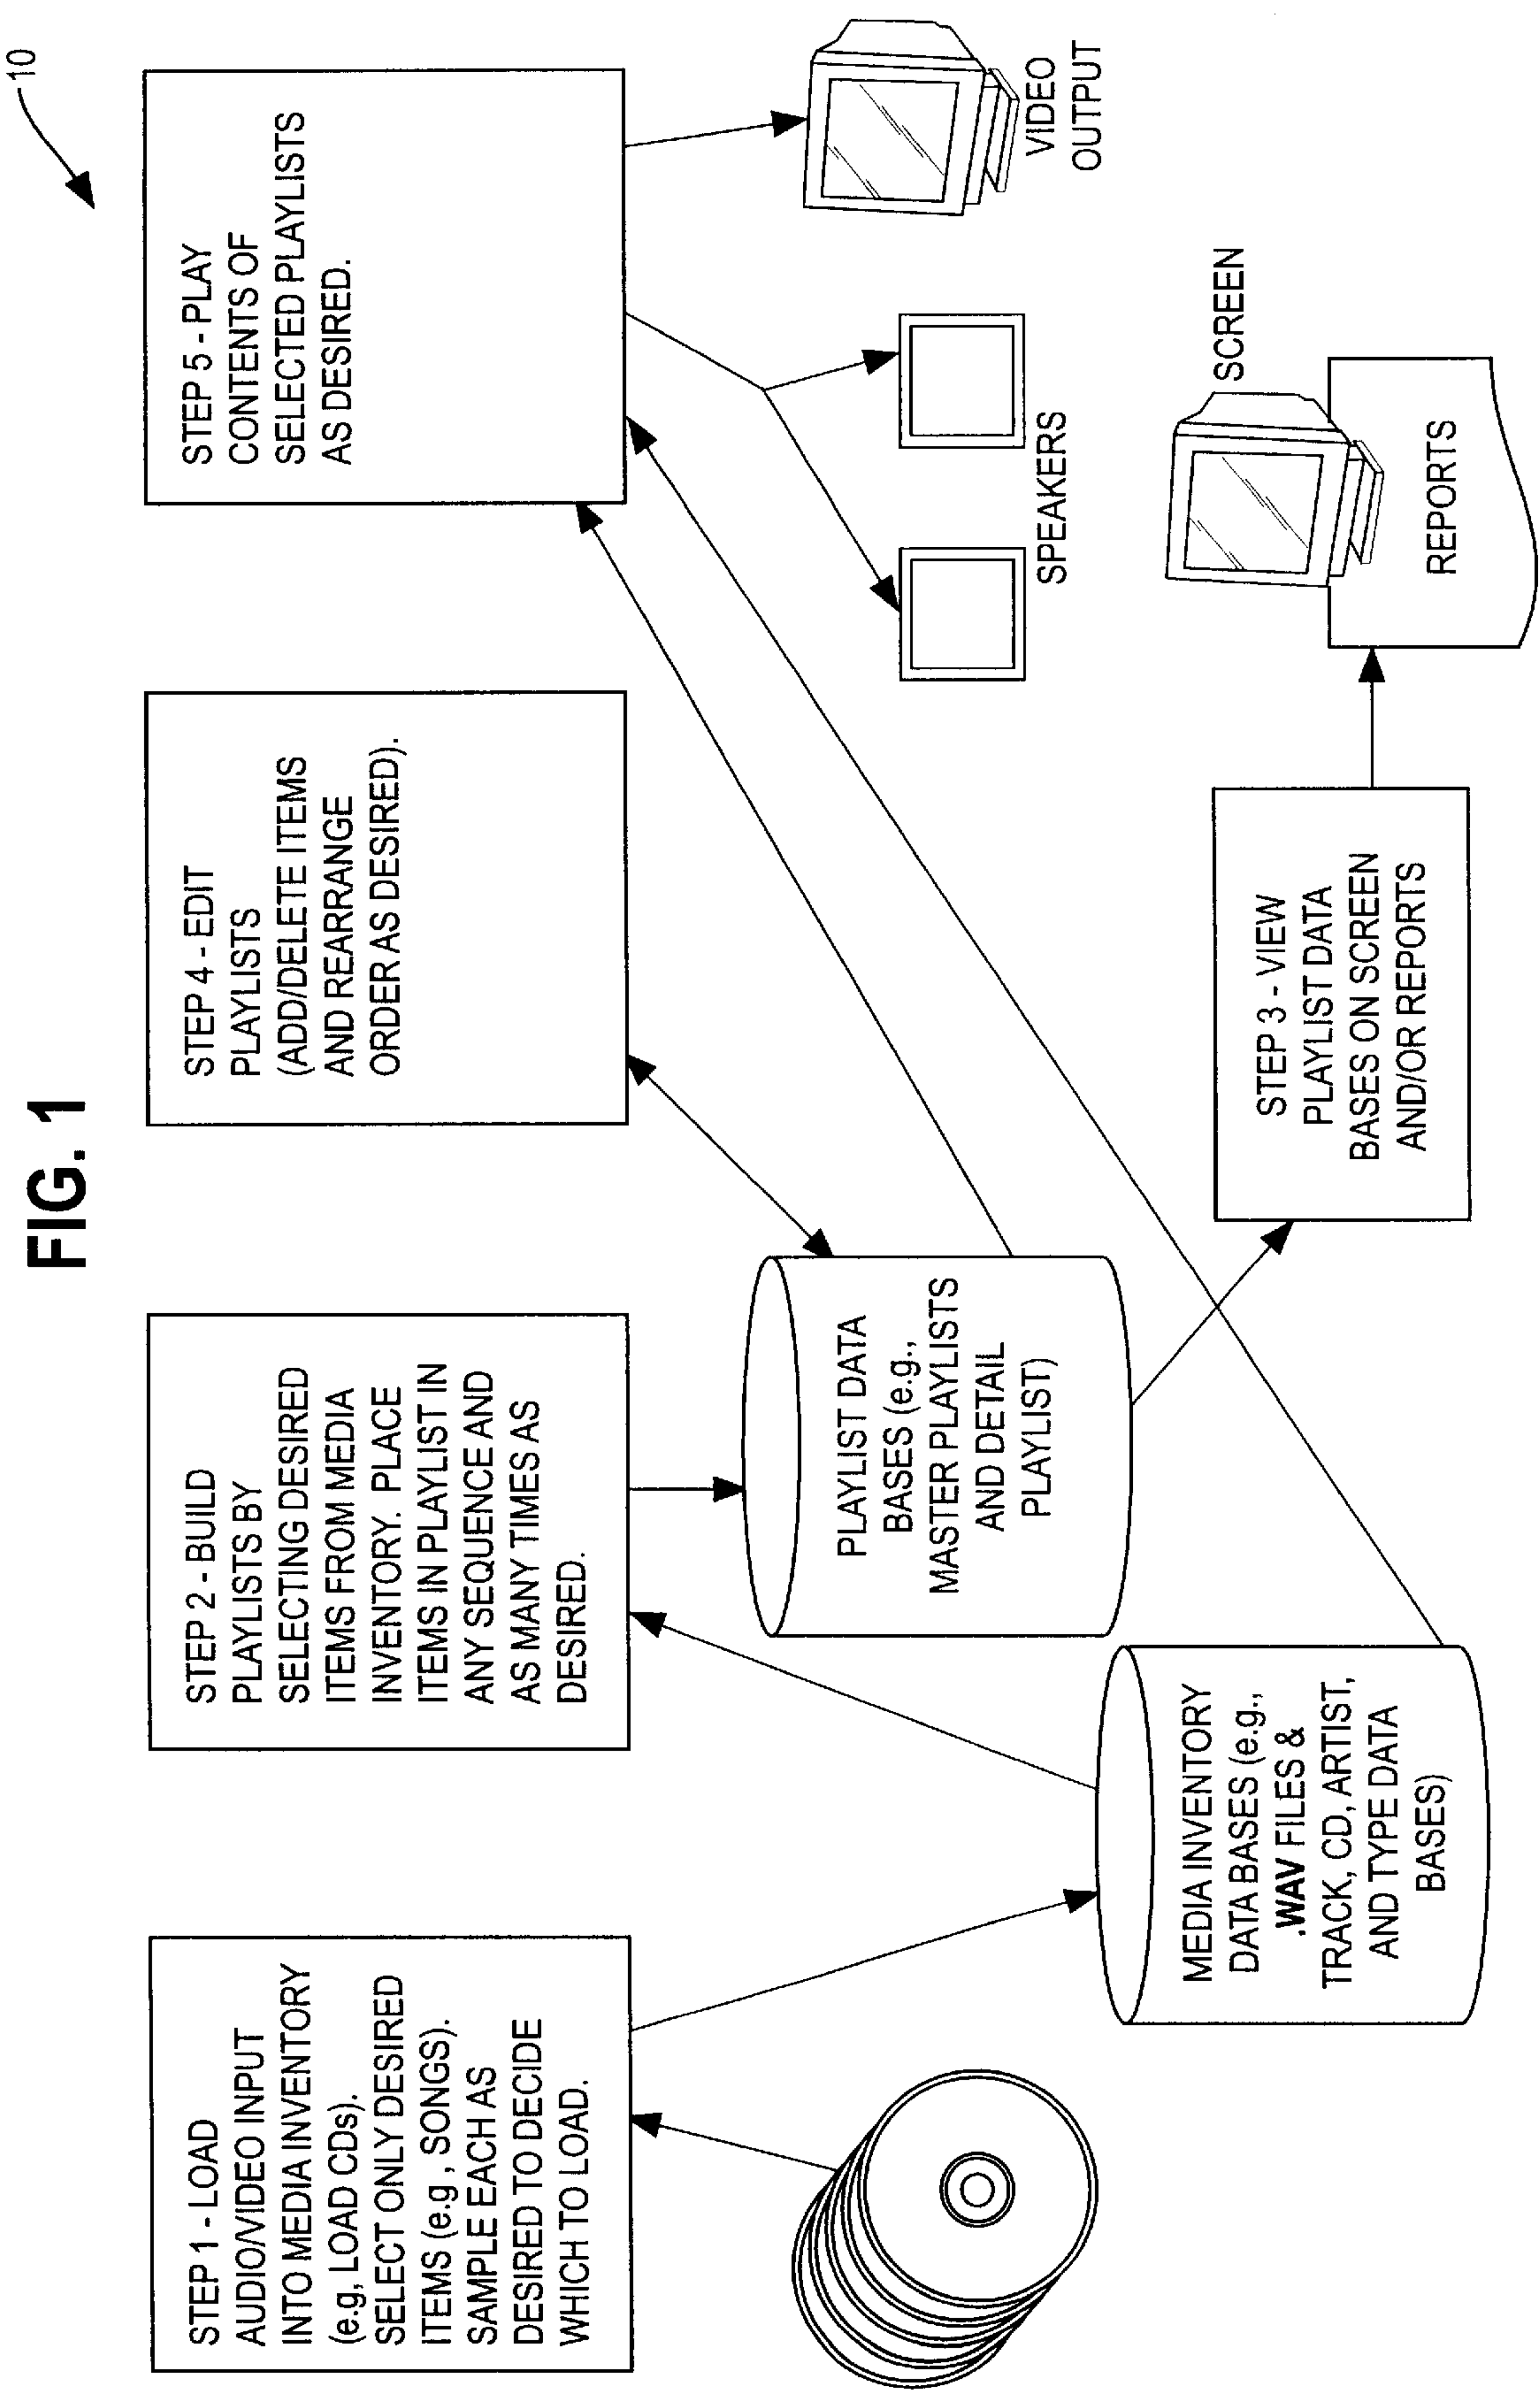 FIG. 1
10
STEP 1 - LOAD
AUDIO/VIDEO INPUT
INTO MEDIA INVENTORY
(e.g, LOAD CDs).
SELECT ONLY DESIRED
ITEMS (e.g , SONGS).
SAMPLE EACH AS
DESIRED TO DECIDE
WHICH TO LOAD.
STEP 2 - BUILD
PLAYLISTS BY
SELECTING DESIRED
ITEMS FROM MEDIA
INVENTORY. PLACE
ITEMS IN PLAYLIST IN
ANY SEQUENCE AND
AS MANY TIMES AS
DESIRED.
STEP 4 - EDIT
PLAYLISTS
(ADD/DELETE ITEMS
AND REARRANGE
ORDER AS DESIRED).
STEP 5 - PLAY
CONTENTS OF
SELECTED PLAYLISTS
AS DESIRED.
PLAYLIST DATA
BASES (e.g.,
MASTER PLAYLISTS
AND DETAIL
PLAYLIST)
SPEAKERS
VIDEO
OUTPUT
MEDIA INVENTORY
DATA BASES (e.g.,
.WAV FILES &
TRACK, CD, ARTIST,
AND TYPE DATA
BASES)
STEP 3 - VIEW
PLAYLIST DATA
BASES ON SCREEN
AND/OR REPORTS
SCREEN
REPORTS